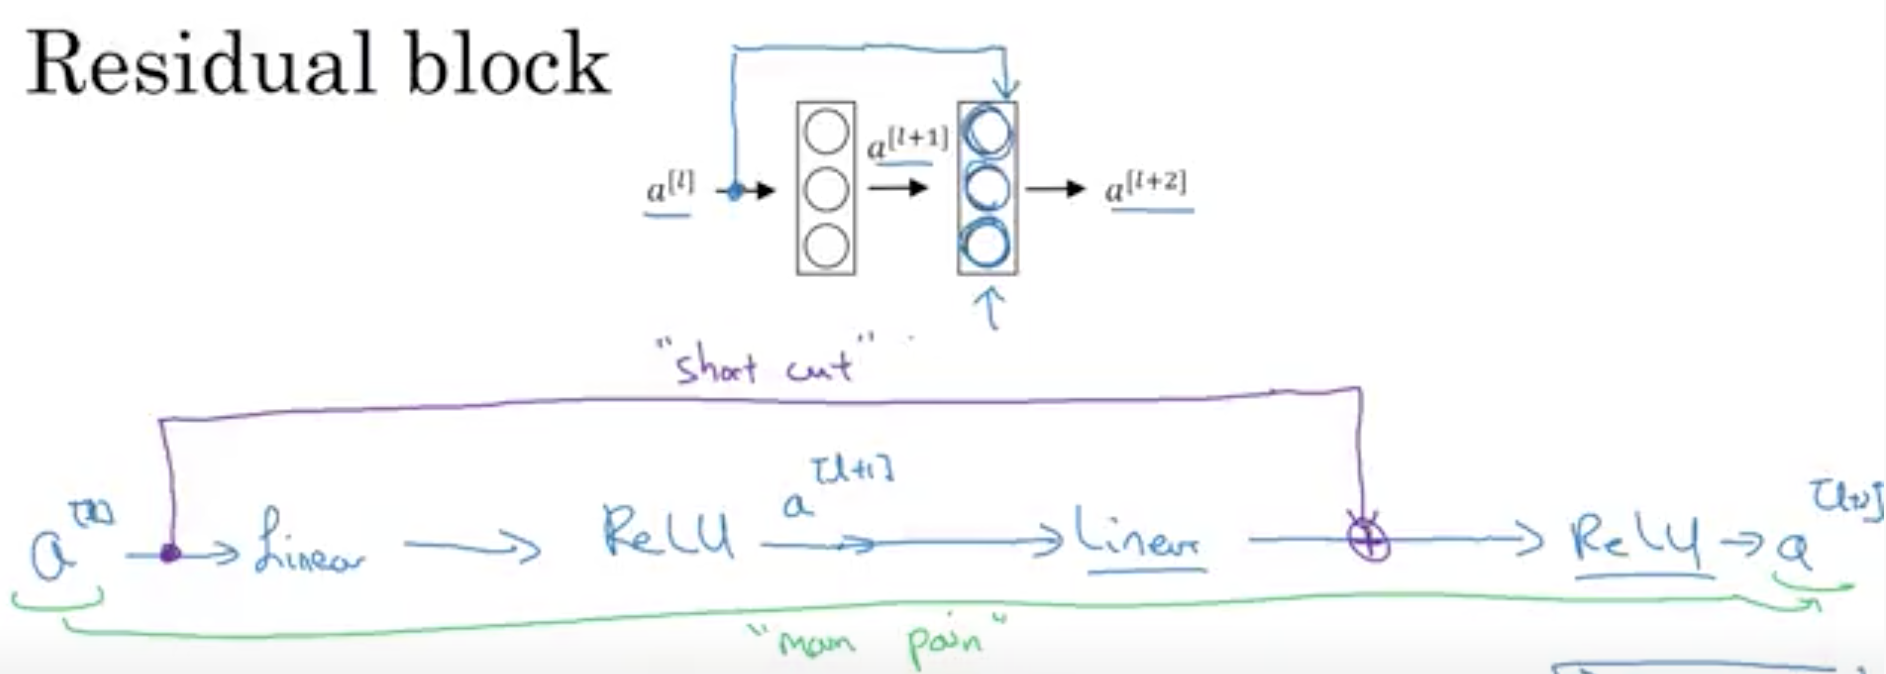 Residual block
a[l]
a[l+1]
a[l+2]
"short cut"
a[l] → Linear → ReLU a[l+1] → Linear → ⊕ → ReLU → a[l+2]
"main path"